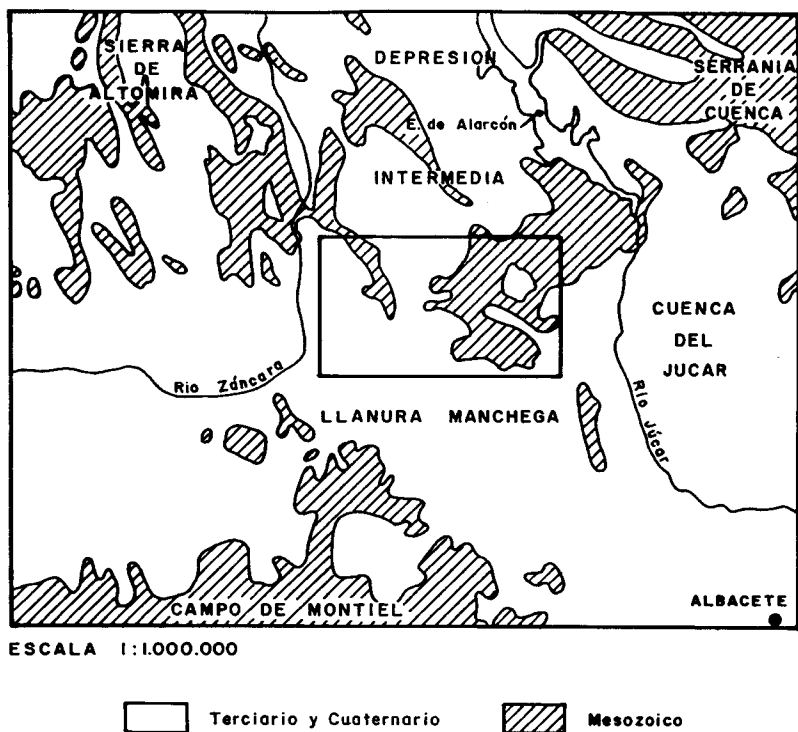 SIERRA
DE
ALTOMIRA
DEPRESION
SERRANIA
DE
CUENCA
E. de Alarcón
INTERMEDIA
CUENCA
DEL
JUCAR
Rio Záncara
Río Júcar
LLANURA MANCHEGA
CAMPO DE MONTIEL
ALBACETE
ESCALA 1:1.000.000
Terciario y Cuaternario
Mesozoico